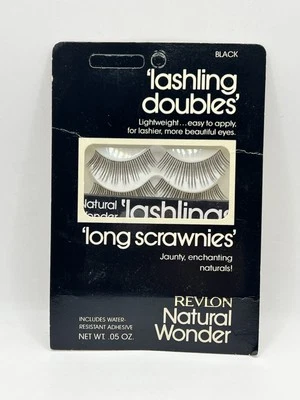 BLACK
'lashling
doubles'
Lightweight...easy to apply,
for lashier, more beautiful eyes.
Natural
Wonder
'lashlings
'long scrawnies'
Jaunty, enchanting
naturals!
REVLON
Natural
Wonder
INCLUDES WATER-
RESISTANT ADHESIVE
NET WT. .05 OZ.